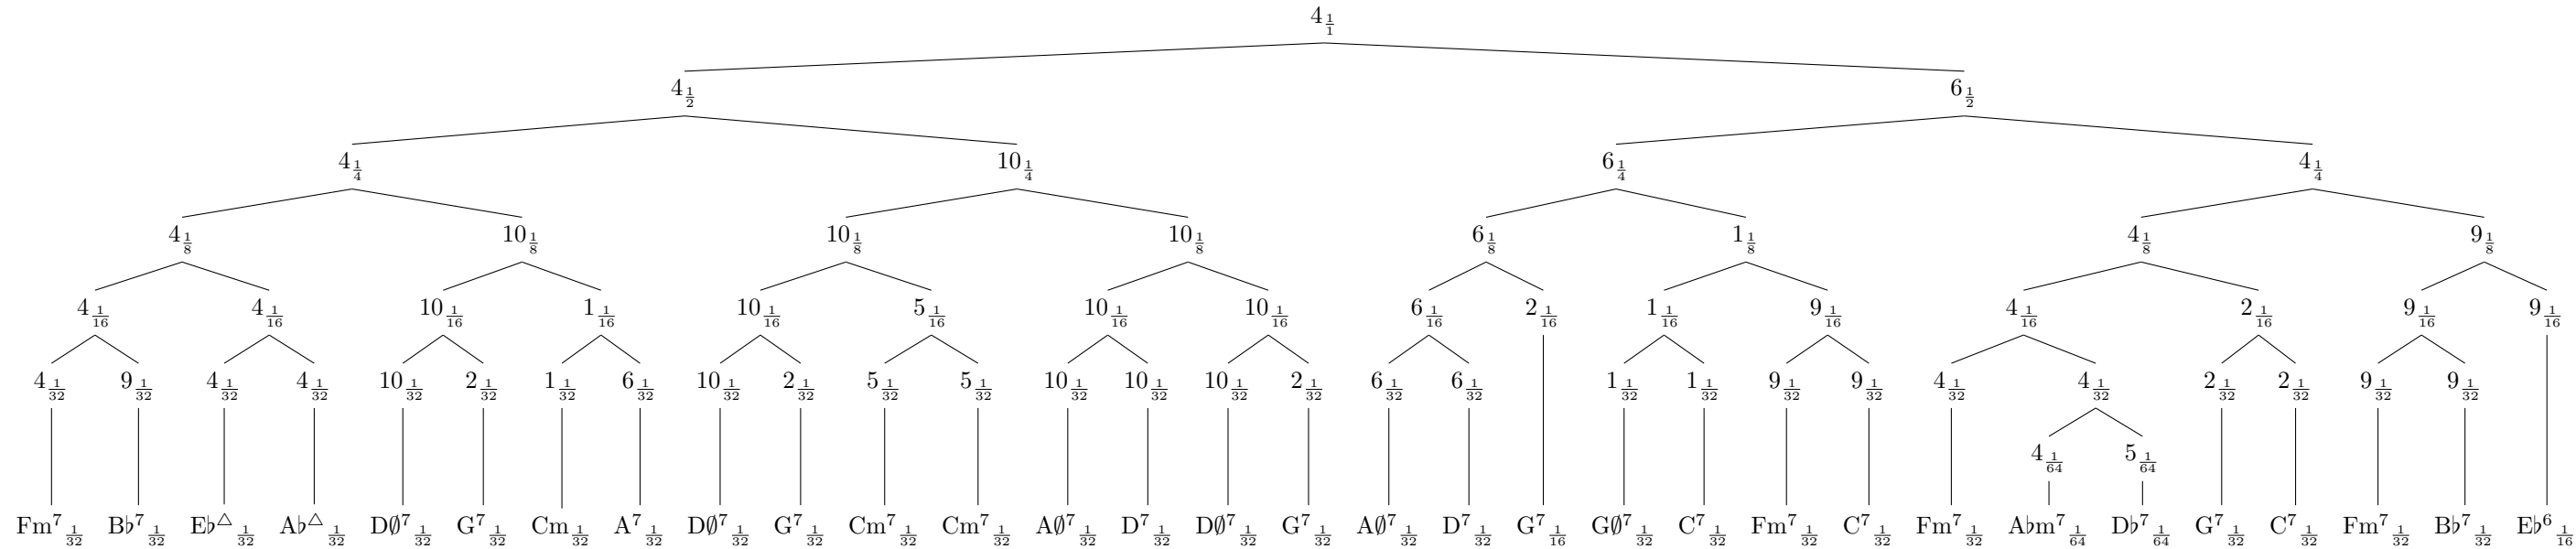 4 1/1
4 1/2 6 1/2
4 1/4 10 1/4 6 1/4 4 1/4
4 1/8 10 1/8 10 1/8 10 1/8 6 1/8 1 1/8 4 1/8 9 1/8
4 1/16 4 1/16 10 1/16 1 1/16 10 1/16 5 1/16 10 1/16 10 1/16 6 1/16 2 1/16 1 1/16 9 1/16 4 1/16 2 1/16 9 1/16 9 1/16
4 1/32 9 1/32 4 1/32 4 1/32 10 1/32 2 1/32 1 1/32 6 1/32 10 1/32 2 1/32 5 1/32 5 1/32 10 1/32 10 1/32 10 1/32 2 1/32 6 1/32 6 1/32 1 1/32 1 1/32 9 1/32 9 1/32 4 1/32 4 1/32 2 1/32 2 1/32 9 1/32 9 1/32
4 1/64 5 1/64
Fm⁷ 1/32 B♭⁷ 1/32 E♭△ 1/32 A♭△ 1/32 D∅⁷ 1/32 G⁷ 1/32 Cm 1/32 A⁷ 1/32 D∅⁷ 1/32 G⁷ 1/32 Cm⁷ 1/32 Cm⁷ 1/32 A∅⁷ 1/32 D⁷ 1/32 D∅⁷ 1/32 G⁷ 1/32 A∅⁷ 1/32 D⁷ 1/32 G⁷ 1/16 G∅⁷ 1/32 C⁷ 1/32 Fm⁷ 1/32 C⁷ 1/32 Fm⁷ 1/32 A♭m⁷ 1/64 D♭⁷ 1/64 G⁷ 1/32 C⁷ 1/32 Fm⁷ 1/32 B♭⁷ 1/32 E♭⁶ 1/16